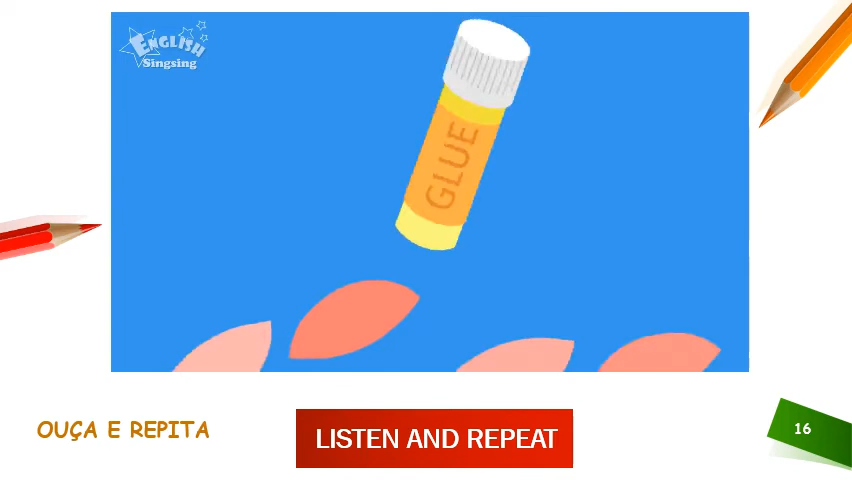 ENGLISH
Singsing
GLUE
OUÇA E REPITA
LISTEN AND REPEAT
16